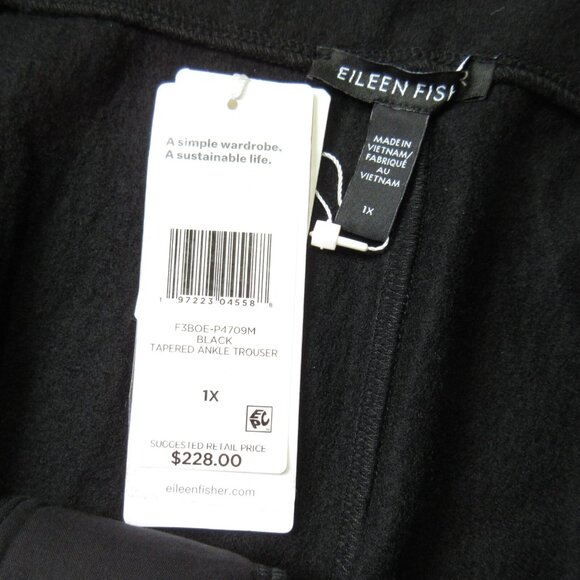 EILEEN FISH
MADE IN
VIETNAM/
FABRIQUÉ
AU
VIETNAM
1X
A simple wardrobe.
A sustainable life.
1 97223 04558 8
F3BOE-P4709M
BLACK
TAPERED ANKLE TROUSER
1X
SUGGESTED RETAIL PRICE
$228.00
eileenfisher.com